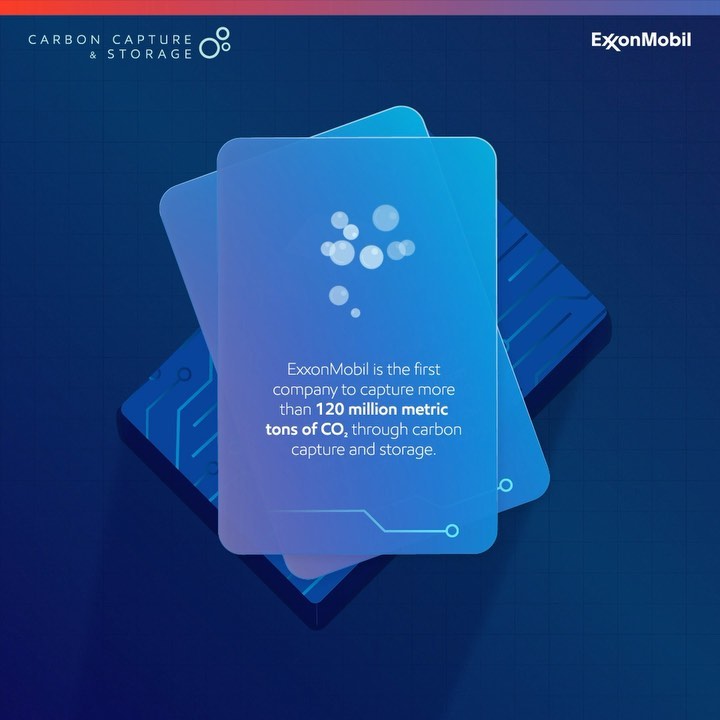 CARBON CAPTURE
& STORAGE
ExxonMobil
ExxonMobil is the first
company to capture more
than 120 million metric
tons of CO₂ through carbon
capture and storage.